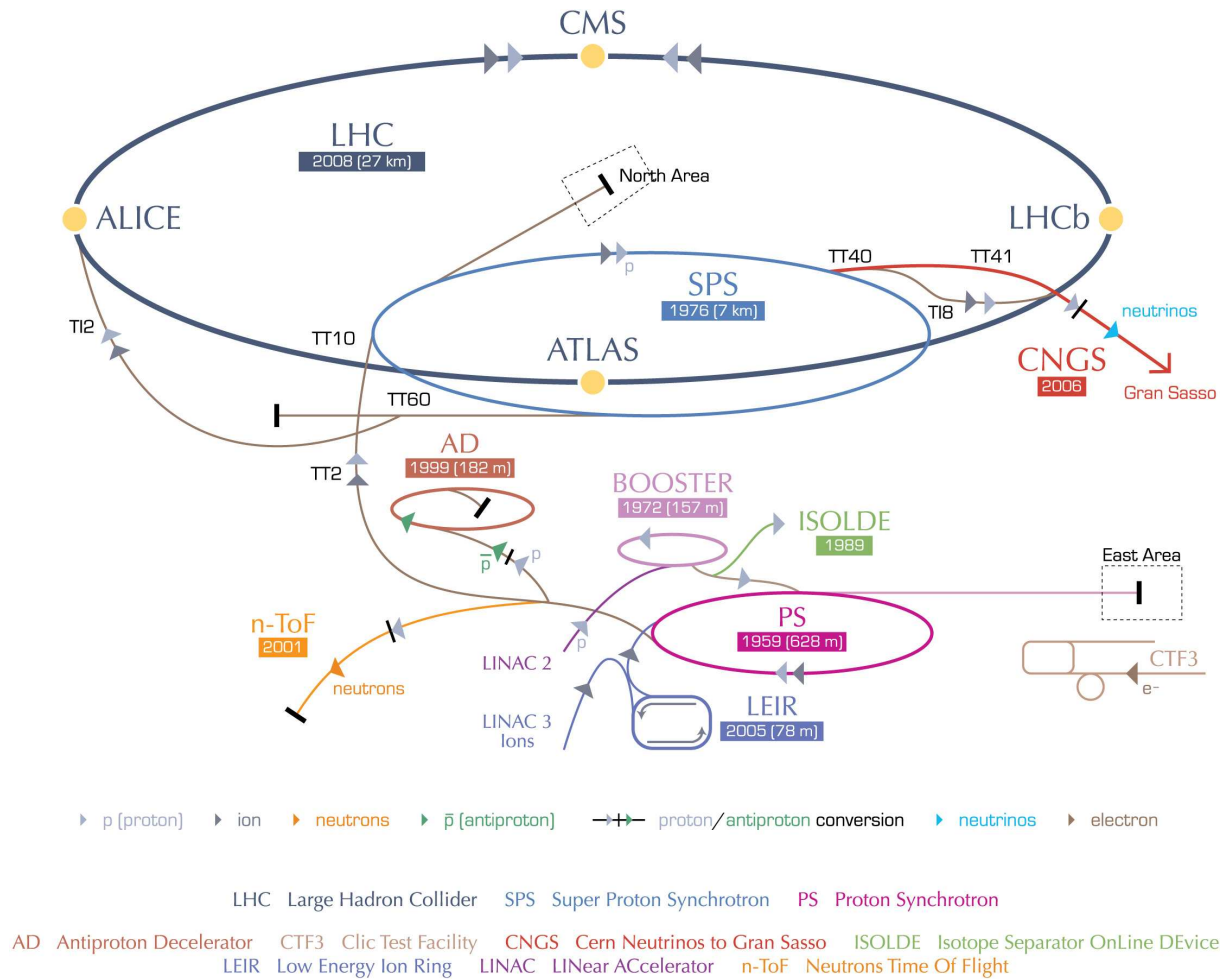 CMS
LHC
2008 (27 km)
North Area
ALICE
LHCb
TT40
TT41
p
SPS
1976 (7 km)
TI8
neutrinos
TI2
TT10
ATLAS
CNGS
2006
Gran Sasso
TT60
AD
1999 (182 m)
TT2
BOOSTER
1972 (157 m)
ISOLDE
1989
p̅
p
East Area
n-ToF
2001
PS
1959 (628 m)
p
LINAC 2
neutrons
CTF3
e-
LEIR
2005 (78 m)
LINAC 3
Ions
p (proton)
ion
neutrons
p̅ (antiproton)
proton/antiproton conversion
neutrinos
electron
LHC Large Hadron Collider SPS Super Proton Synchrotron PS Proton Synchrotron
AD Antiproton Decelerator CTF3 Clic Test Facility CNGS Cern Neutrinos to Gran Sasso ISOLDE Isotope Separator OnLine DEvice
LEIR Low Energy Ion Ring LINAC LINear ACcelerator n-ToF Neutrons Time Of Flight